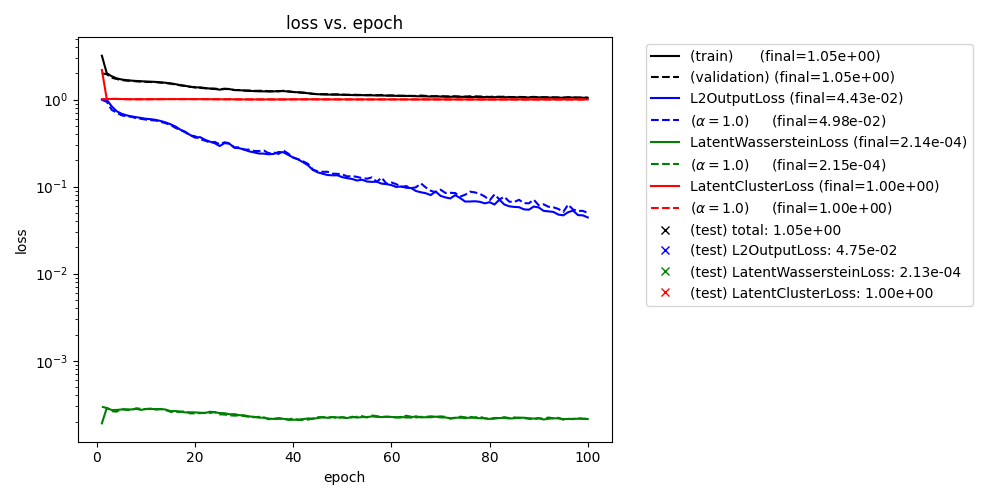 loss vs. epoch
loss
10⁰
10⁻¹
10⁻²
10⁻³
0 20 40 60 80 100
epoch
(train) (final=1.05e+00)
(validation) (final=1.05e+00)
L2OutputLoss (final=4.43e-02)
(α = 1.0) (final=4.98e-02)
LatentWassersteinLoss (final=2.14e-04)
(α = 1.0) (final=2.15e-04)
LatentClusterLoss (final=1.00e+00)
(α = 1.0) (final=1.00e+00)
(test) total: 1.05e+00
(test) L2OutputLoss: 4.75e-02
(test) LatentWassersteinLoss: 2.13e-04
(test) LatentClusterLoss: 1.00e+00